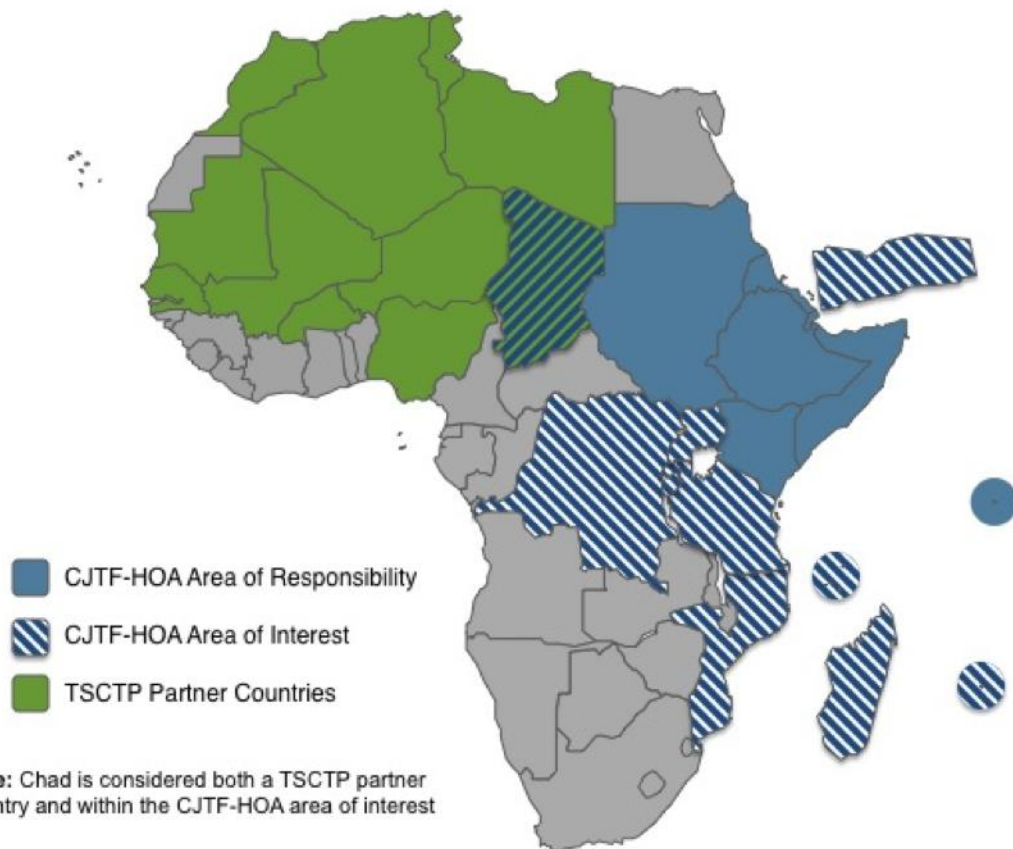 CJTF-HOA Area of Responsibility
CJTF-HOA Area of Interest
TSCTP Partner Countries
e: Chad is considered both a TSCTP partner
ntry and within the CJTF-HOA area of interest